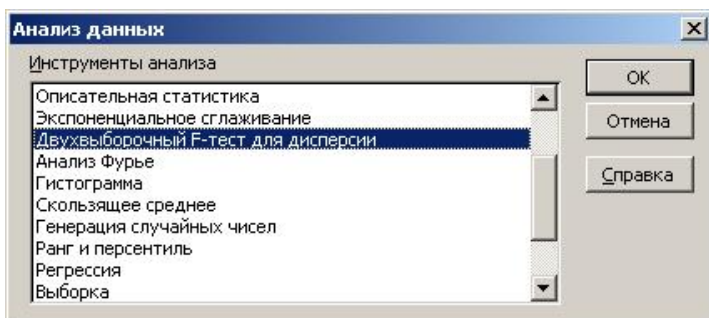 Анализ данных
Инструменты анализа
Описательная статистика
Экспоненциальное сглаживание
Двухвыборочный F-тест для дисперсии
Анализ Фурье
Гистограмма
Скользящее среднее
Генерация случайных чисел
Ранг и персентиль
Регрессия
Выборка
ОК
Отмена
Справка